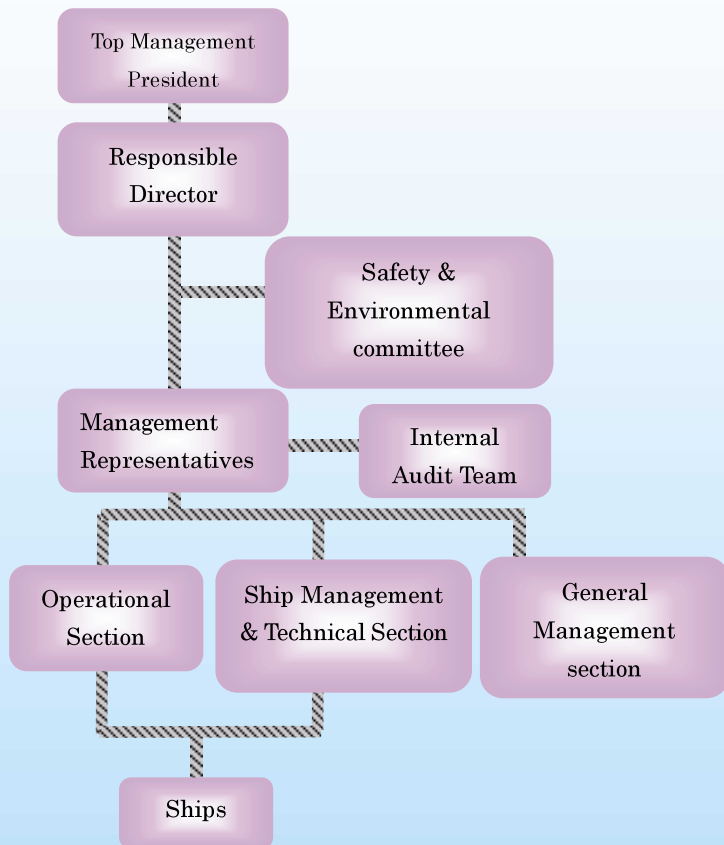 Top Management
President
Responsible
Director
Safety &
Environmental
committee
Management
Representatives
Internal
Audit Team
Operational
Section
Ship Management
& Technical Section
General
Management
section
Ships